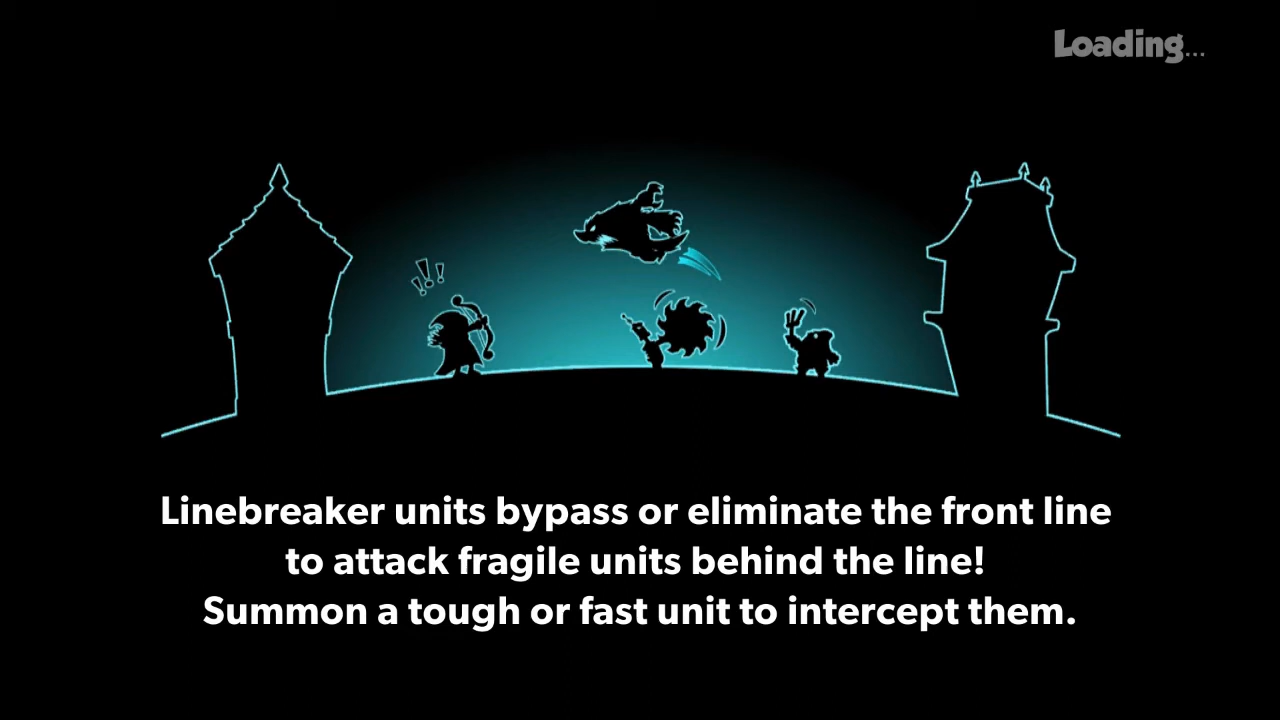 Loading...
!!!
Linebreaker units bypass or eliminate the front line
to attack fragile units behind the line!
Summon a tough or fast unit to intercept them.